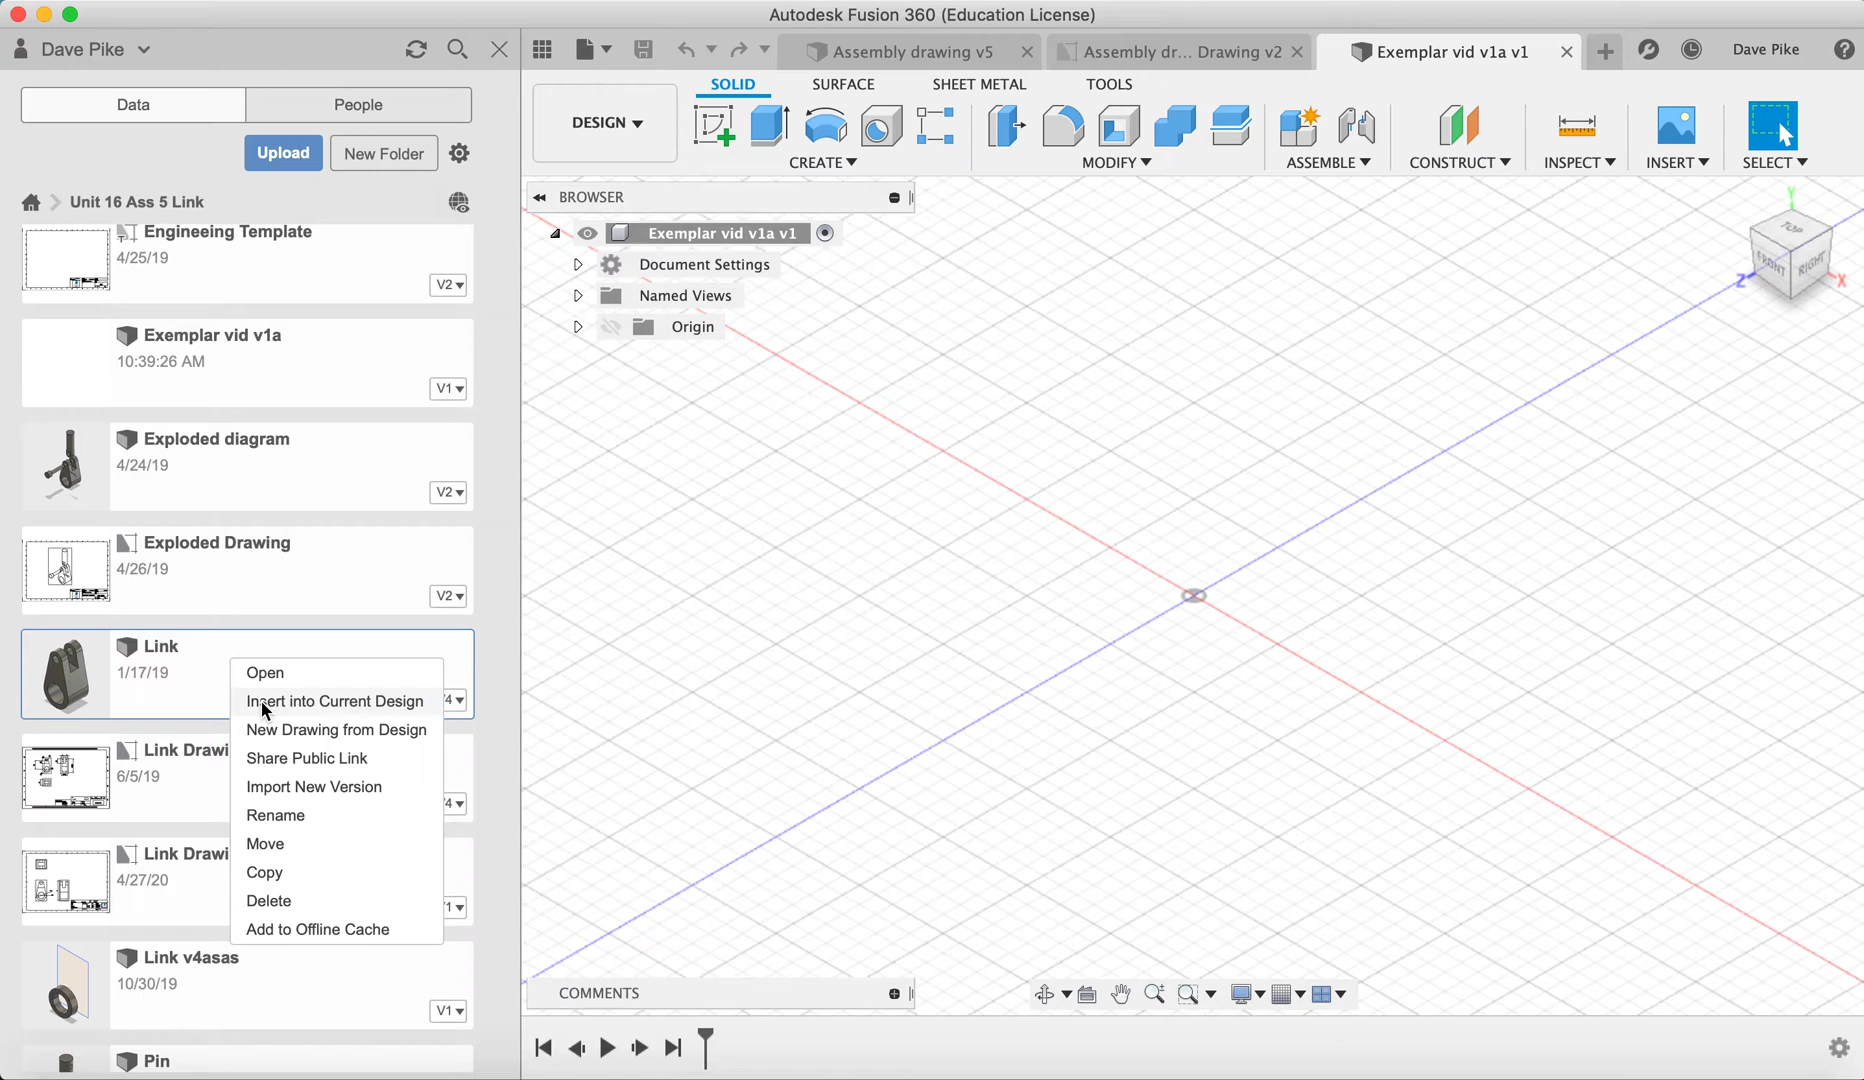 Autodesk Fusion 360 (Education License)
Dave Pike
Assembly drawing v5
Assembly dr... Drawing v2
Exemplar vid v1a v1
Dave Pike
Data
People
Upload
New Folder
Unit 16 Ass 5 Link
DESIGN
SOLID
SURFACE
SHEET METAL
TOOLS
CREATE
MODIFY
ASSEMBLE
CONSTRUCT
INSPECT
INSERT
SELECT
BROWSER
Exemplar vid v1a v1
Document Settings
Named Views
Origin
TOP
FRONT
RIGHT
Y
Z
X
Engineeing Template
4/25/19
V2
Exemplar vid v1a
10:39:26 AM
V1
Exploded diagram
4/24/19
V2
Exploded Drawing
4/26/19
V2
Link
1/17/19
Open
Insert into Current Design
New Drawing from Design
Share Public Link
Import New Version
Rename
Move
Copy
Delete
Add to Offline Cache
Link Drawi
6/5/19
Link Drawi
4/27/20
Link v4asas
10/30/19
V1
Pin
COMMENTS